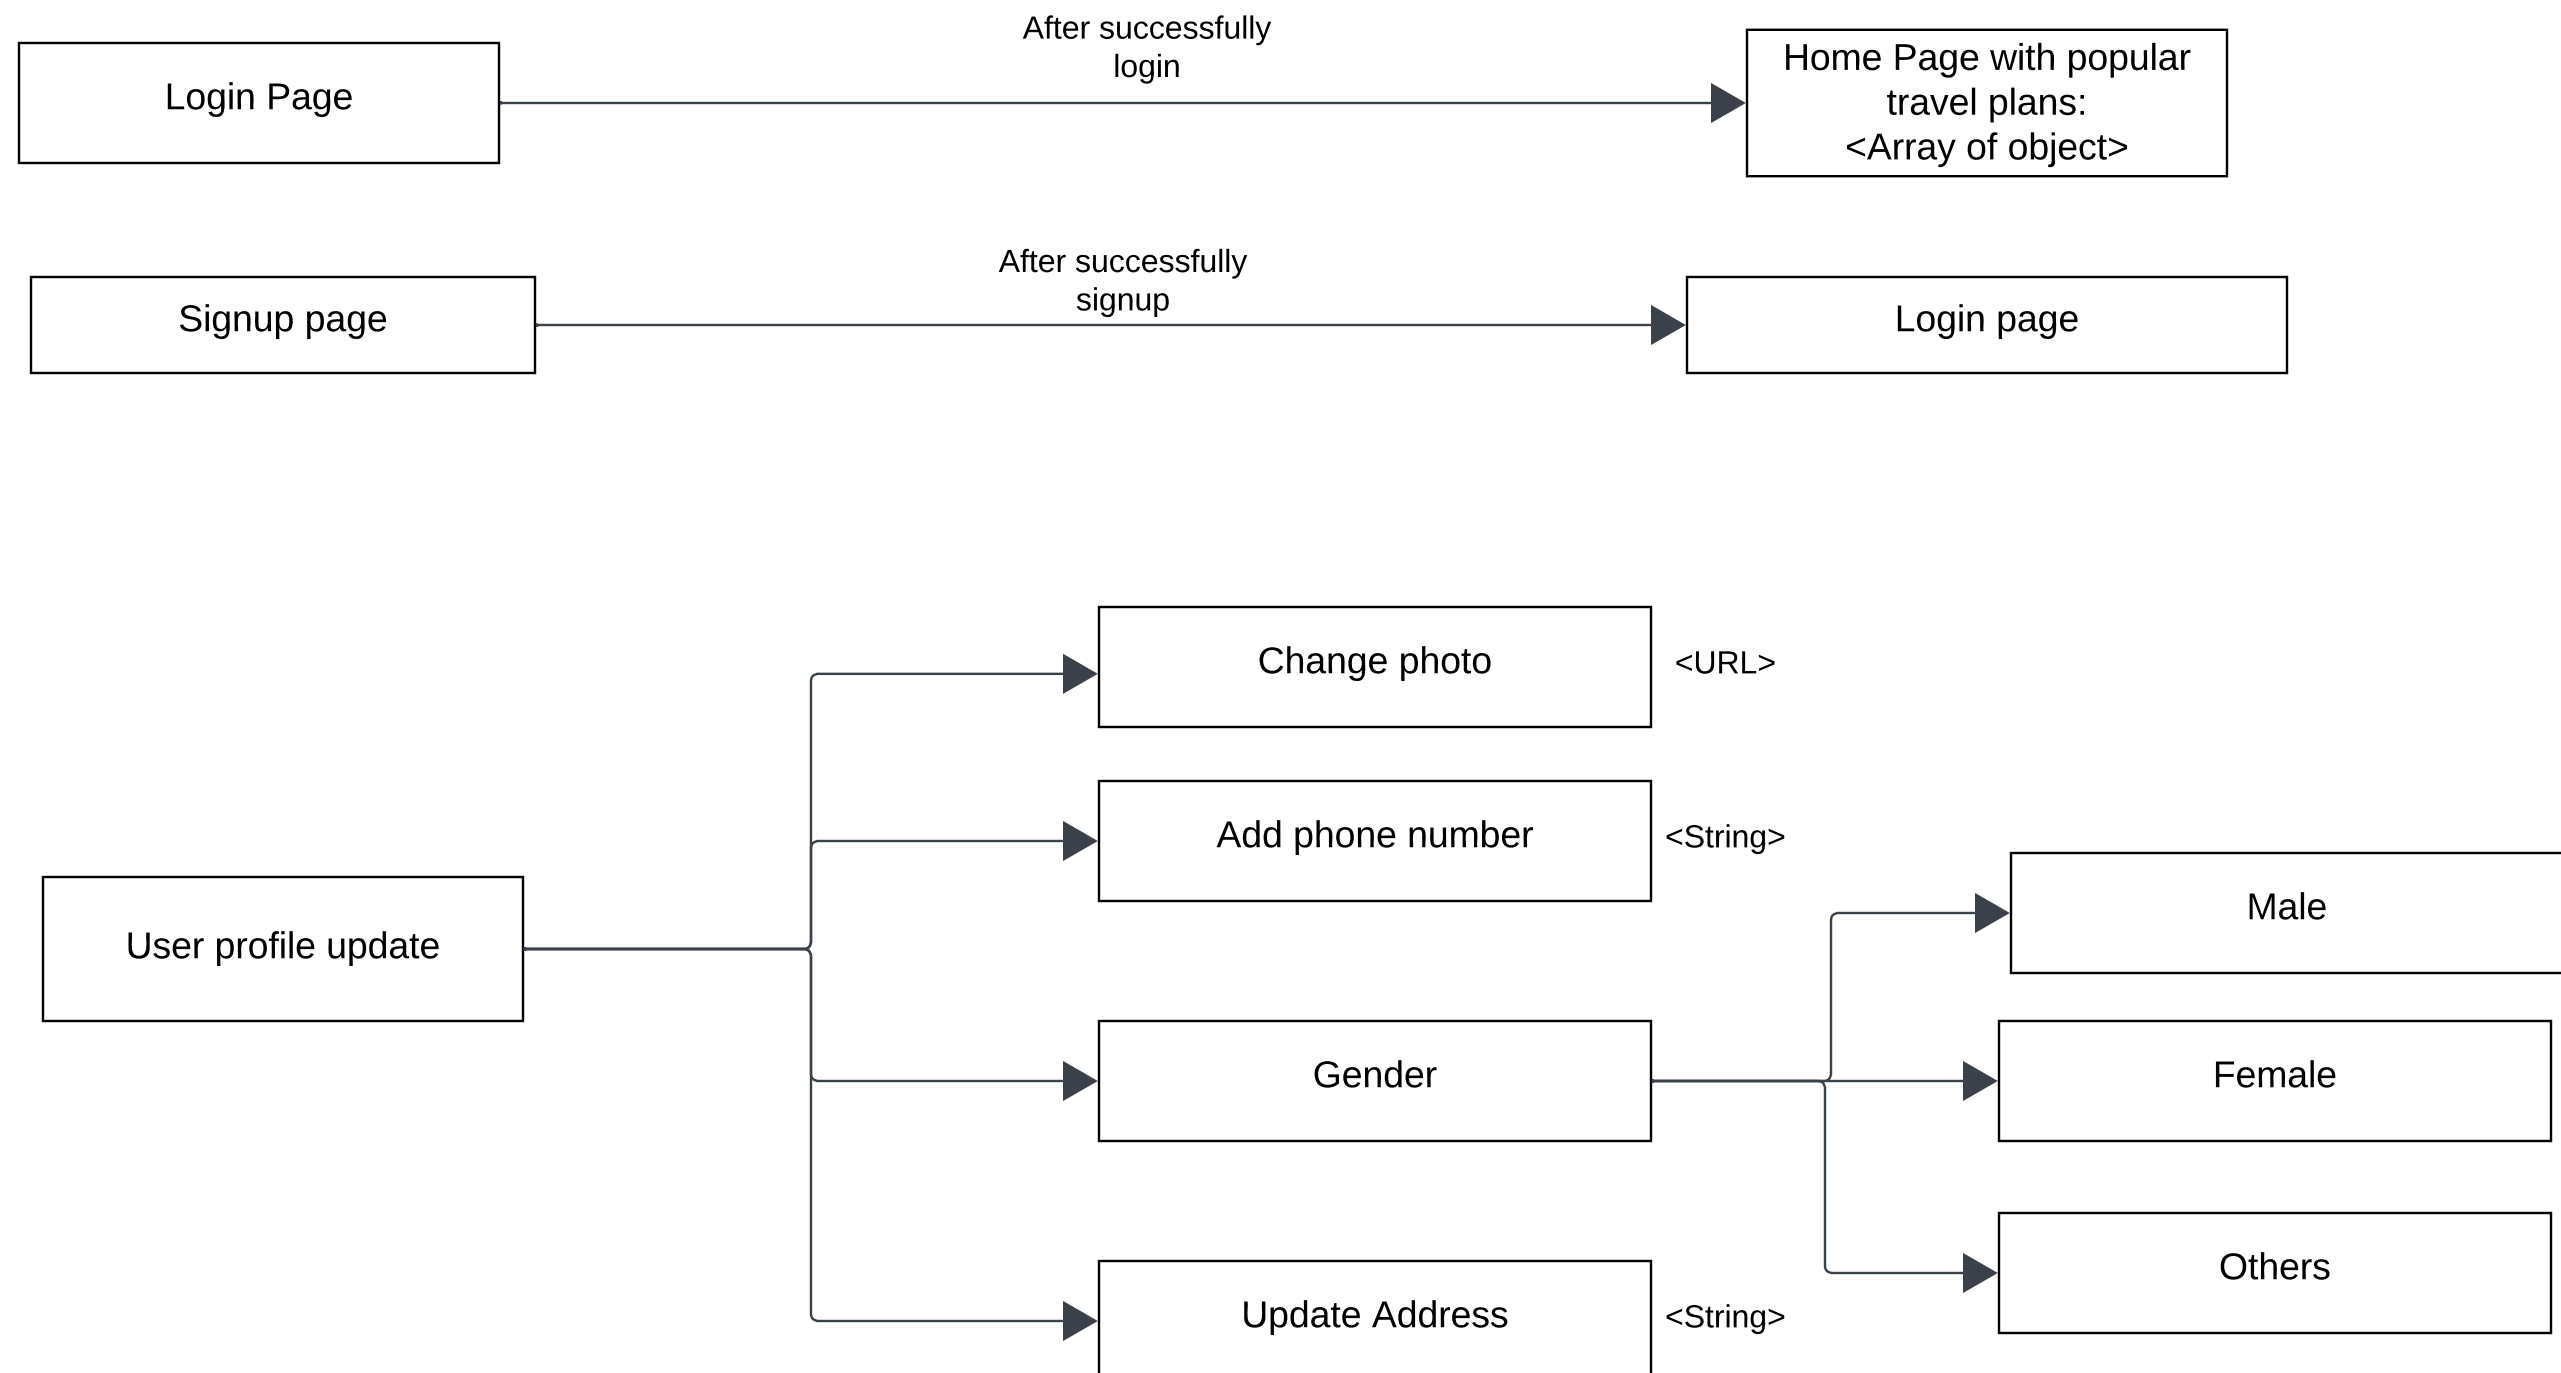 After successfully
login
Login Page
Home Page with popular
travel plans:
<Array of object>
After successfully
signup
Signup page
Login page
Change photo
<URL>
Add phone number
<String>
Male
User profile update
Gender
Female
Others
Update Address
<String>